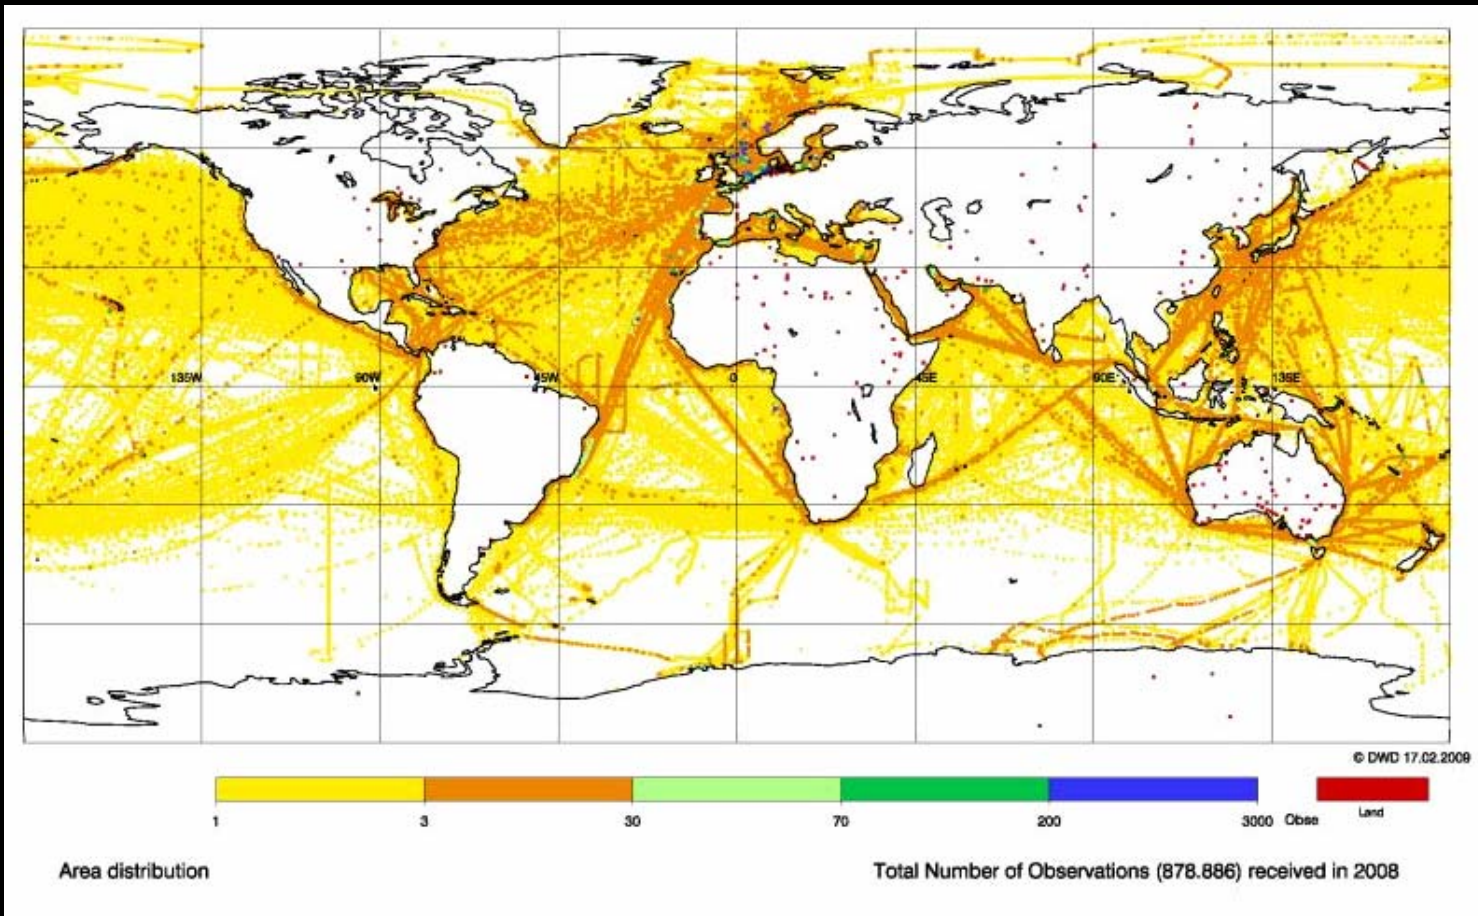 135W 90W 45W 0 45E 90E 135E
© DWD 17.02.2009
1 3 30 70 200 3000 Obse Land
Area distribution
Total Number of Observations (878.886) received in 2008